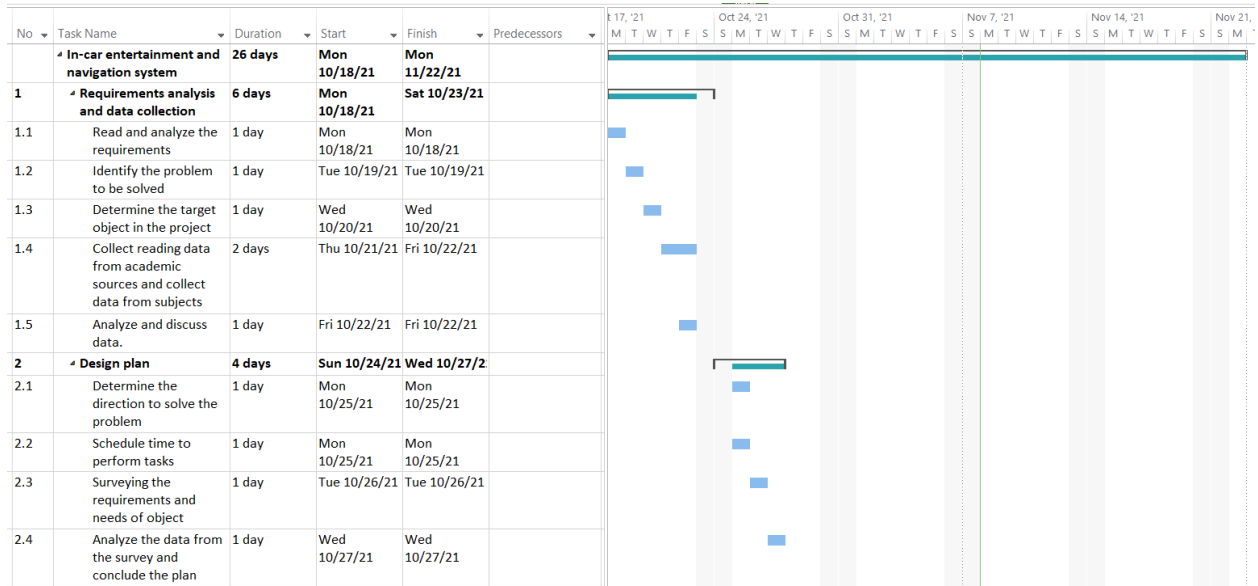 t 17, '21 Oct 24, '21 Oct 31, '21 Nov 7, '21 Nov 14, '21 Nov 21,
No Task Name Duration Start Finish Predecessors M T W T F S S M T W T F S S M T W T F S S M T W T F S S M T W T F S S M
In-car entertainment and 26 days Mon Mon
navigation system 10/18/21 11/22/21
1 Requirements analysis 6 days Mon Sat 10/23/21
and data collection 10/18/21
1.1 Read and analyze the 1 day Mon Mon
requirements 10/18/21 10/18/21
1.2 Identify the problem 1 day Tue 10/19/21 Tue 10/19/21
to be solved
1.3 Determine the target 1 day Wed Wed
object in the project 10/20/21 10/20/21
1.4 Collect reading data 2 days Thu 10/21/21 Fri 10/22/21
from academic
sources and collect
data from subjects
1.5 Analyze and discuss 1 day Fri 10/22/21 Fri 10/22/21
data.
2 Design plan 4 days Sun 10/24/21 Wed 10/27/2
2.1 Determine the 1 day Mon Mon
direction to solve the 10/25/21 10/25/21
problem
2.2 Schedule time to 1 day Mon Mon
perform tasks 10/25/21 10/25/21
2.3 Surveying the 1 day Tue 10/26/21 Tue 10/26/21
requirements and
needs of object
2.4 Analyze the data from 1 day Wed Wed
the survey and 10/27/21 10/27/21
conclude the plan